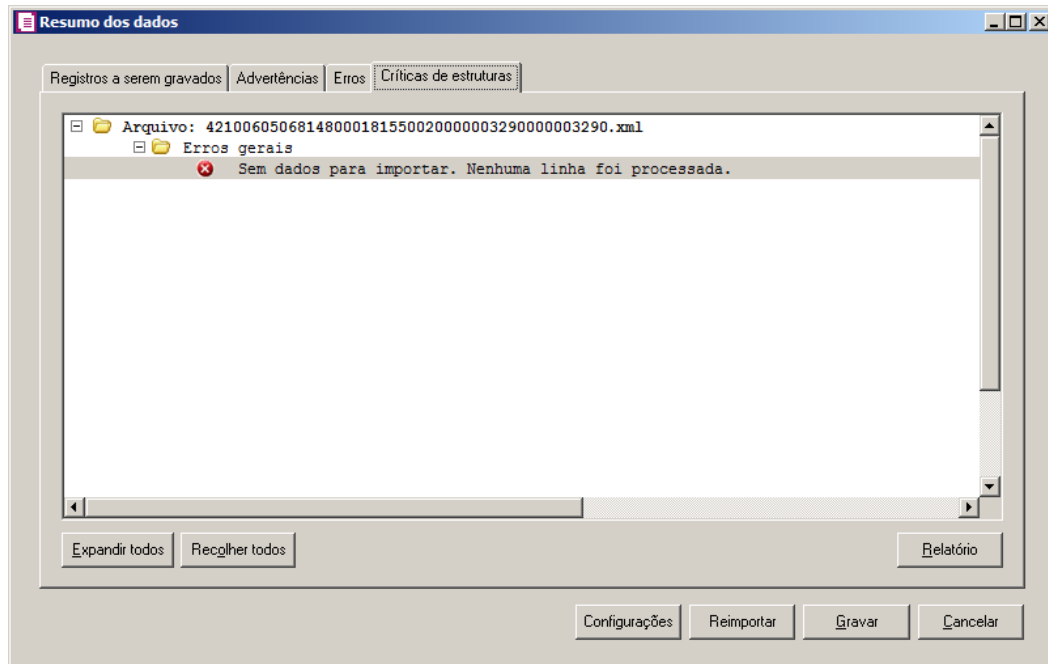 Resumo dos dados
Registros a serem gravados Advertências Erros Críticas de estruturas
Arquivo: 42100605068148000181550020000003290000003290.xml
Erros gerais
Sem dados para importar. Nenhuma linha foi processada.
Expandir todos Recolher todos Relatório
Configurações Reimportar Gravar Cancelar